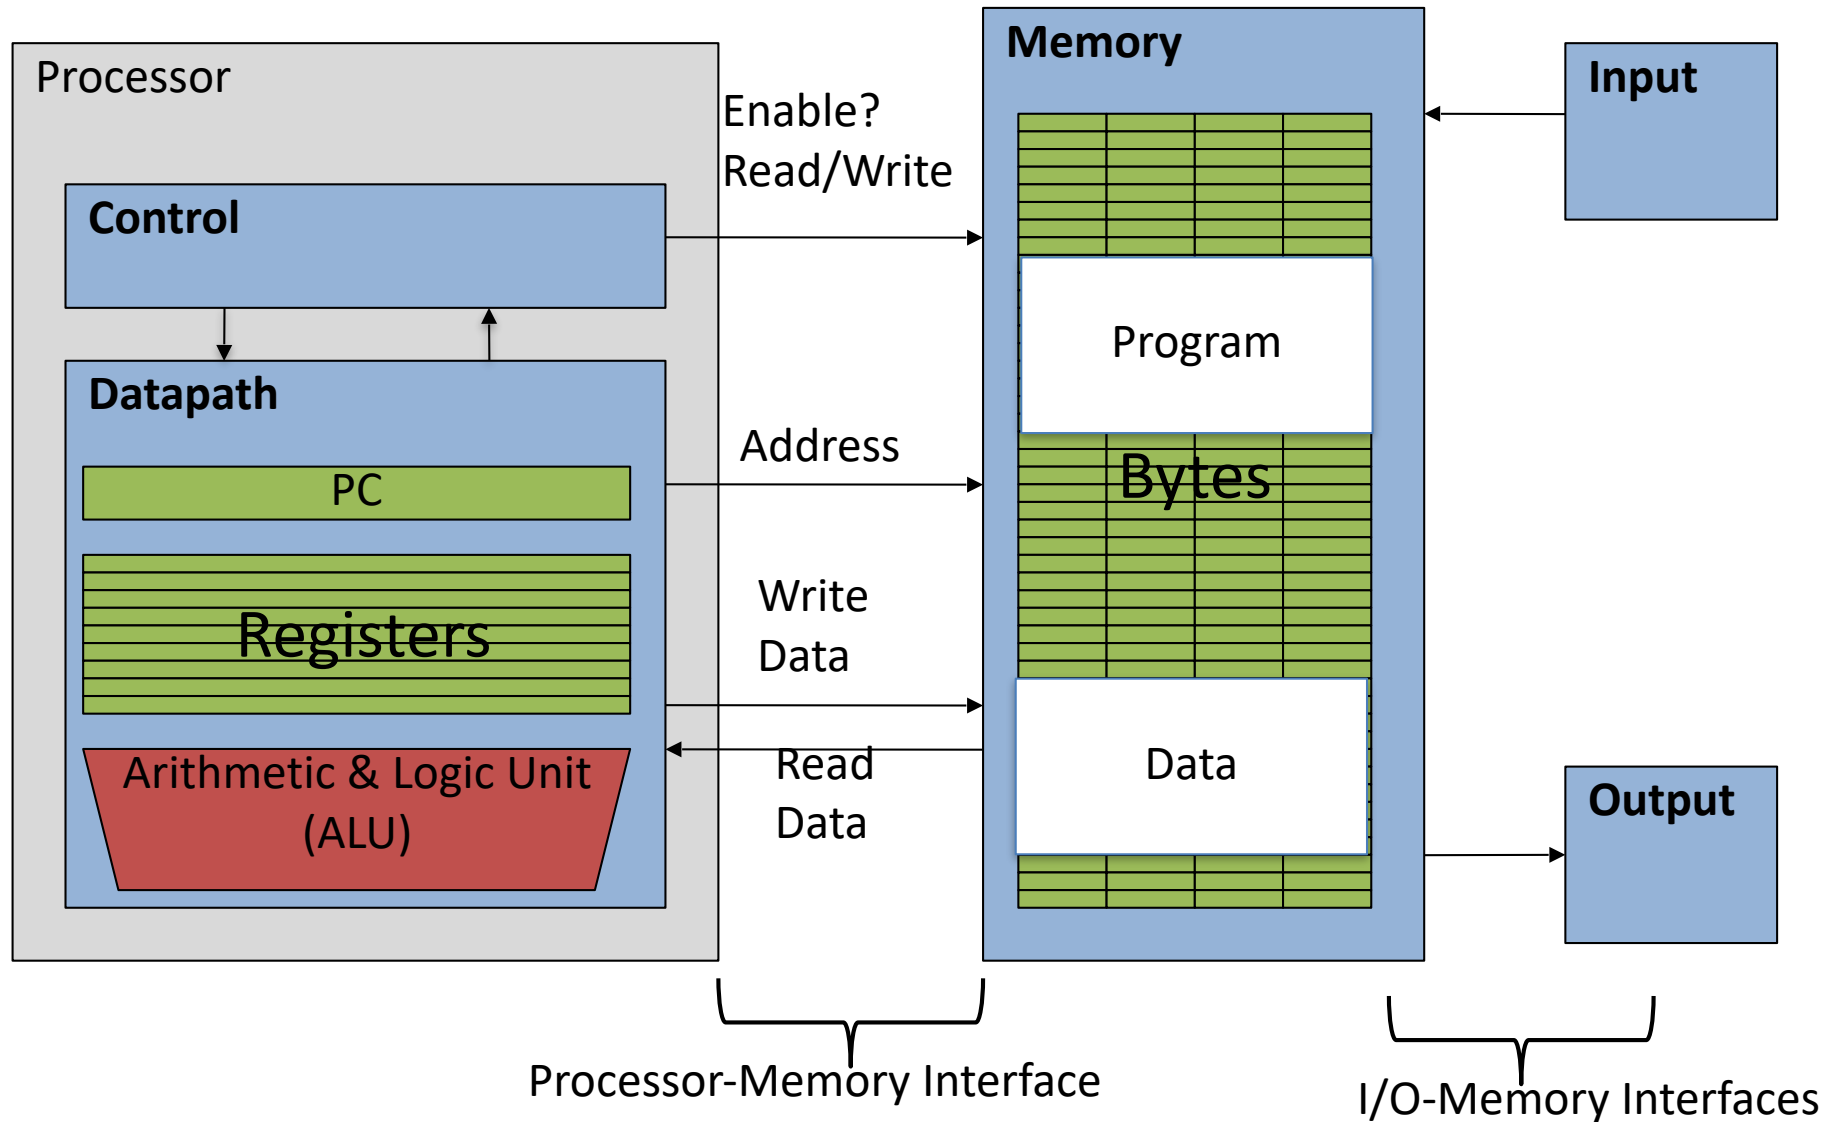 Processor
Control
Datapath
PC
Registers
Arithmetic & Logic Unit
(ALU)
Enable?
Read/Write
Address
Write
Data
Read
Data
Processor-Memory Interface
Memory
Program
Bytes
Data
Input
Output
I/O-Memory Interfaces